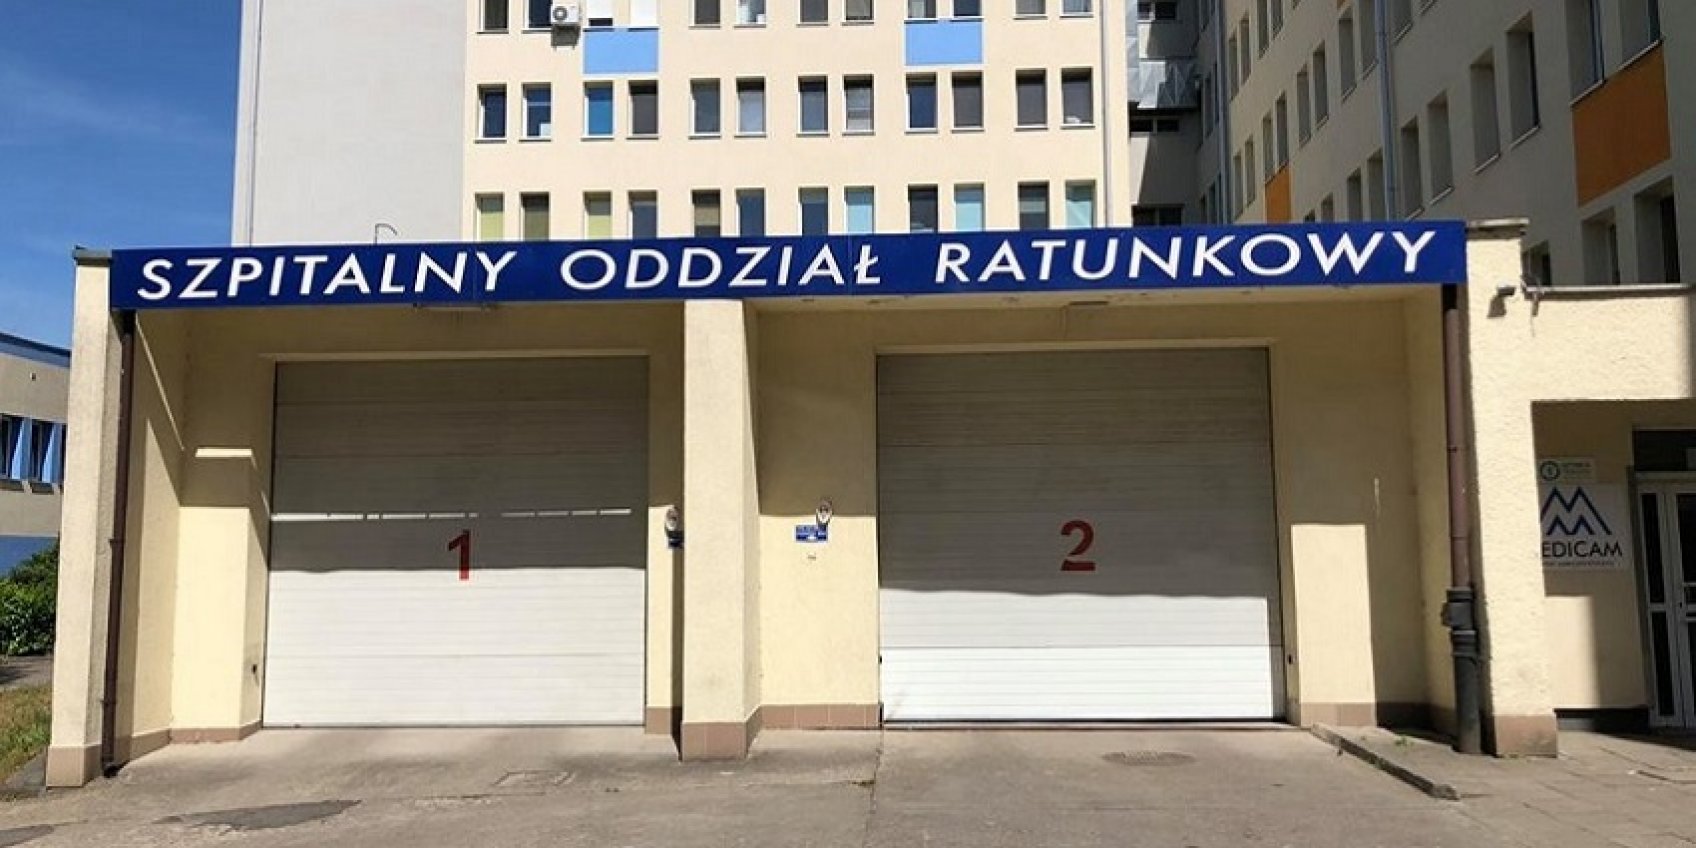 SZPITALNY ODDZIAŁ RATUNKOWY
1
2
EDICAM